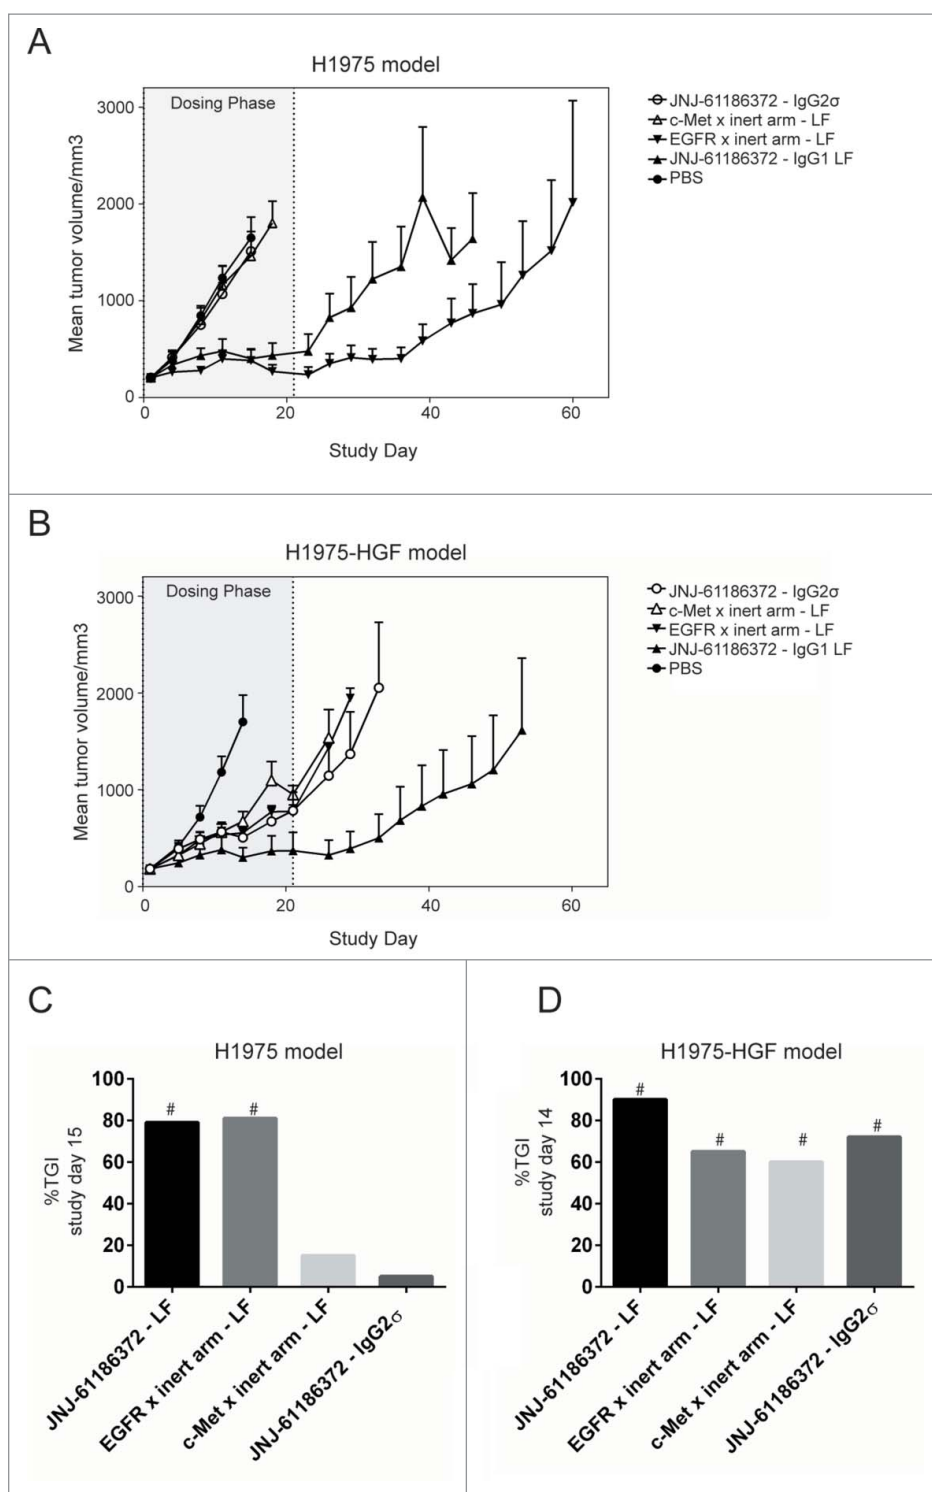 A
H1975 model
Dosing Phase
3000
2000
1000
0
Mean tumor volume/mm3
0 20 40 60
Study Day
JNJ-61186372 - IgG2σ
c-Met x inert arm - LF
EGFR x inert arm - LF
JNJ-61186372 - IgG1 LF
PBS
B
H1975-HGF model
Dosing Phase
3000
2000
1000
0
Mean tumor volume/mm3
0 20 40 60
Study Day
JNJ-61186372 - IgG2σ
c-Met x inert arm - LF
EGFR x inert arm - LF
JNJ-61186372 - IgG1 LF
PBS
C
H1975 model
100
80
60
40
20
0
%TGI
study day 15
# #
JNJ-61186372 - LF
EGFR x inert arm - LF
c-Met x inert arm - LF
JNJ-61186372 - IgG2σ
D
H1975-HGF model
100
80
60
40
20
0
%TGI
study day 14
# # # #
JNJ-61186372 - LF
EGFR x inert arm - LF
c-Met x inert arm - LF
JNJ-61186372 - IgG2σ